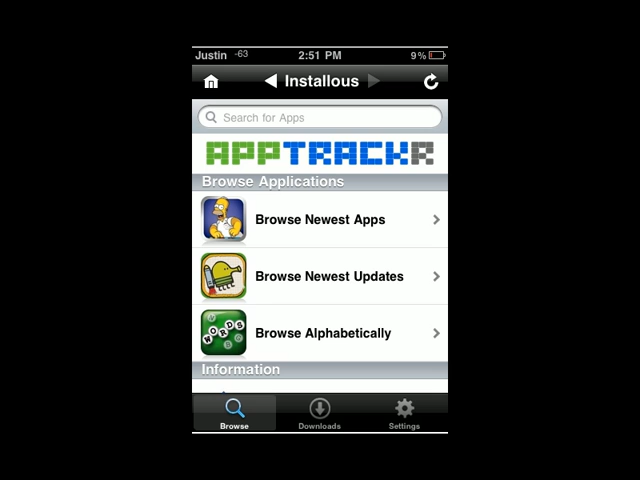 Justin -63 2:51 PM 9%
Installous
Search for Apps
APPTRACKR
Browse Applications
Browse Newest Apps
Browse Newest Updates
WORDS
Browse Alphabetically
Information
Browse Downloads Settings